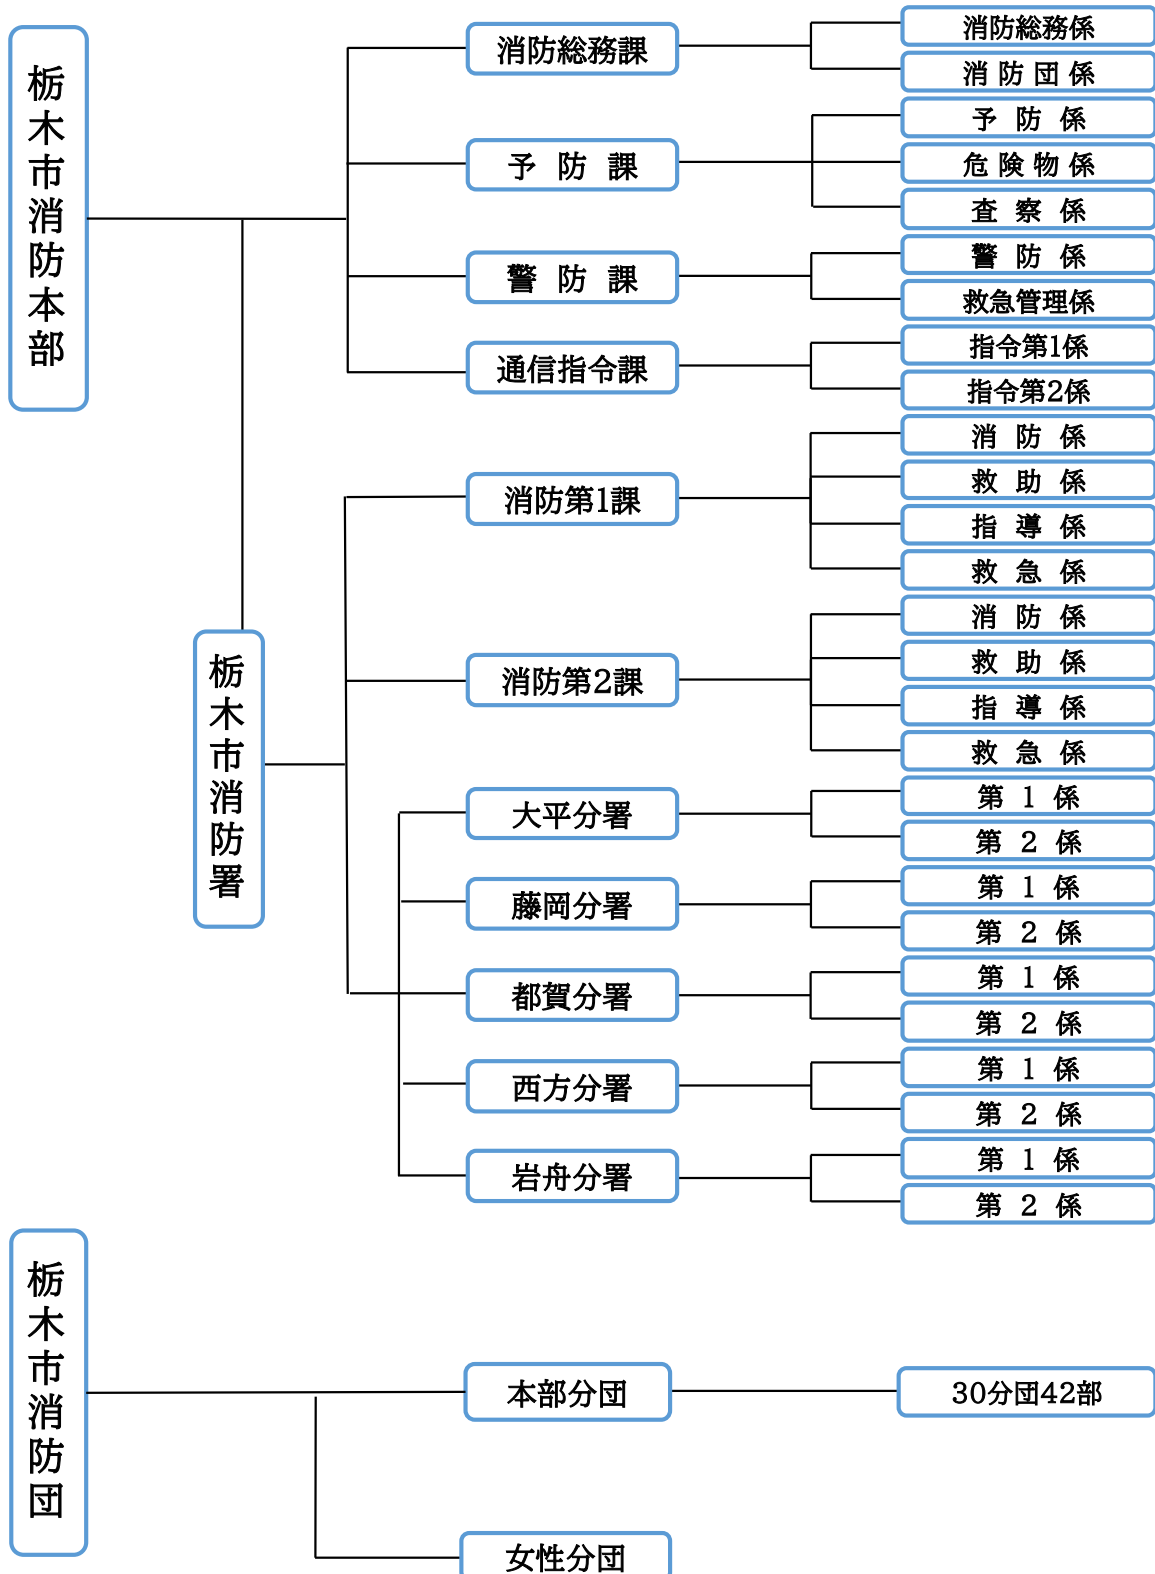 栃木市消防本部
消防総務課
消防総務係
消防団係
予防課
予防係
危険物係
査察係
警防課
警防係
救急管理係
通信指令課
指令第1係
指令第2係
栃木市消防署
消防第1課
消防係
救助係
指導係
救急係
消防第2課
消防係
救助係
指導係
救急係
大平分署
第1係
第2係
藤岡分署
第1係
第2係
都賀分署
第1係
第2係
西方分署
第1係
第2係
岩舟分署
第1係
第2係
栃木市消防団
本部分団
30分団42部
女性分団